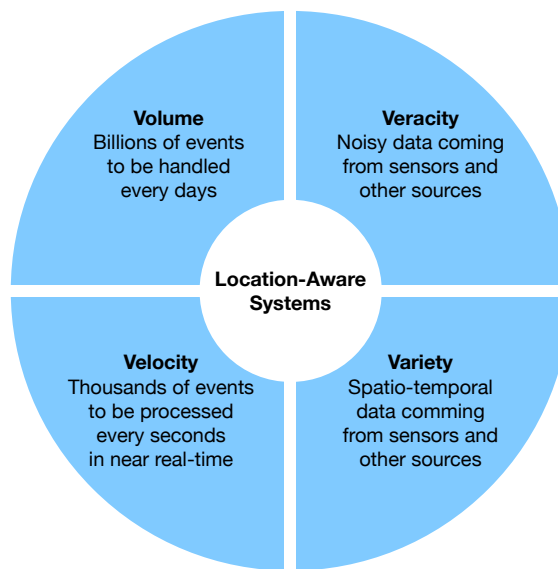 Volume
Billions of events
to be handled
every days
Veracity
Noisy data coming
from sensors and
other sources
Location-Aware
Systems
Velocity
Thousands of events
to be processed
every seconds
in near real-time
Variety
Spatio-temporal
data comming
from sensors and
other sources